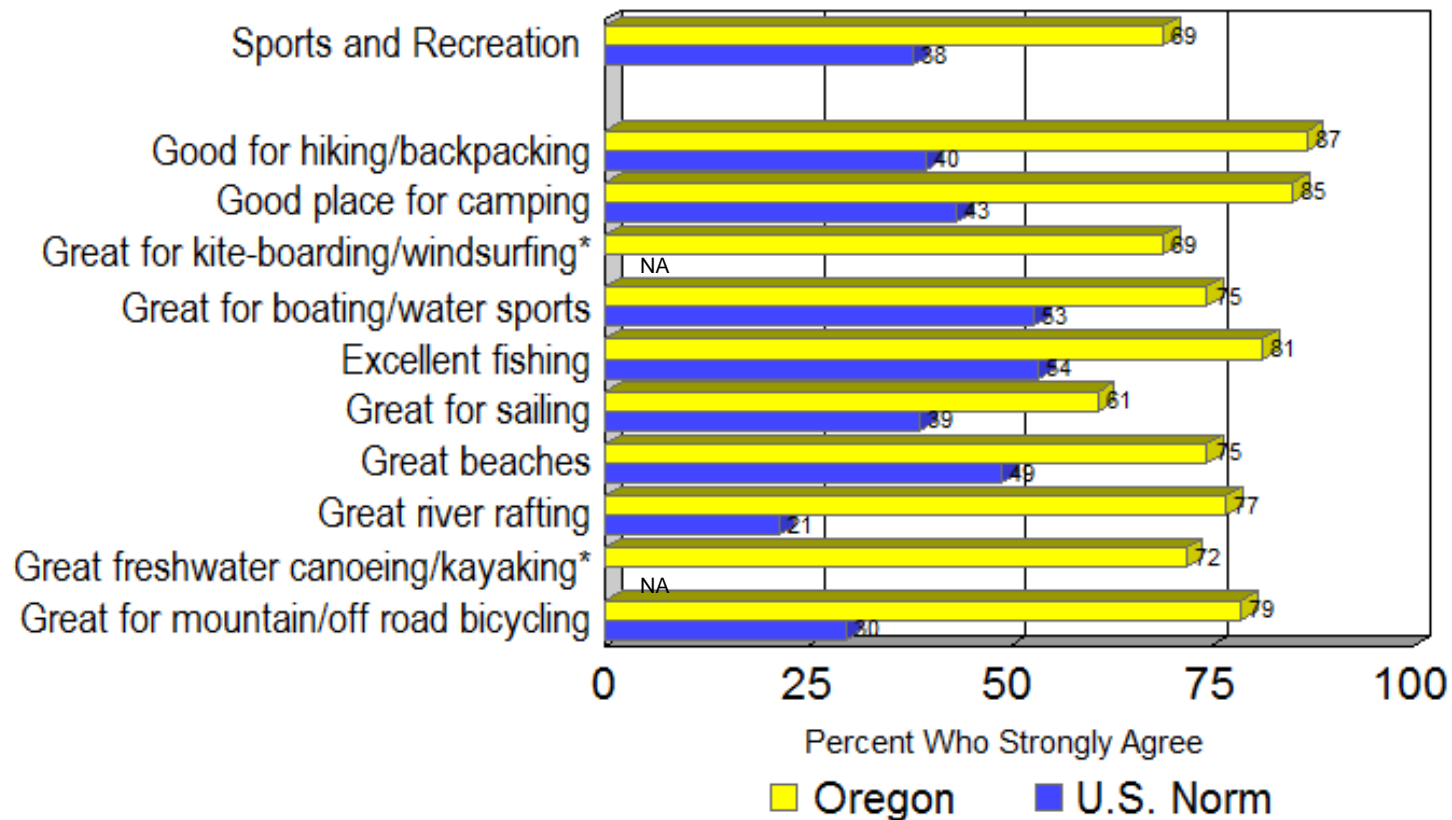 Sports and Recreation 69
38
Good for hiking/backpacking 87
40
Good place for camping 85
43
Great for kite-boarding/windsurfing* 69
NA
Great for boating/water sports 75
53
Excellent fishing 81
54
Great for sailing 61
39
Great beaches 75
49
Great river rafting 77
21
Great freshwater canoeing/kayaking* 72
NA
Great for mountain/off road bicycling 79
30
0 25 50 75 100
Percent Who Strongly Agree
Oregon U.S. Norm